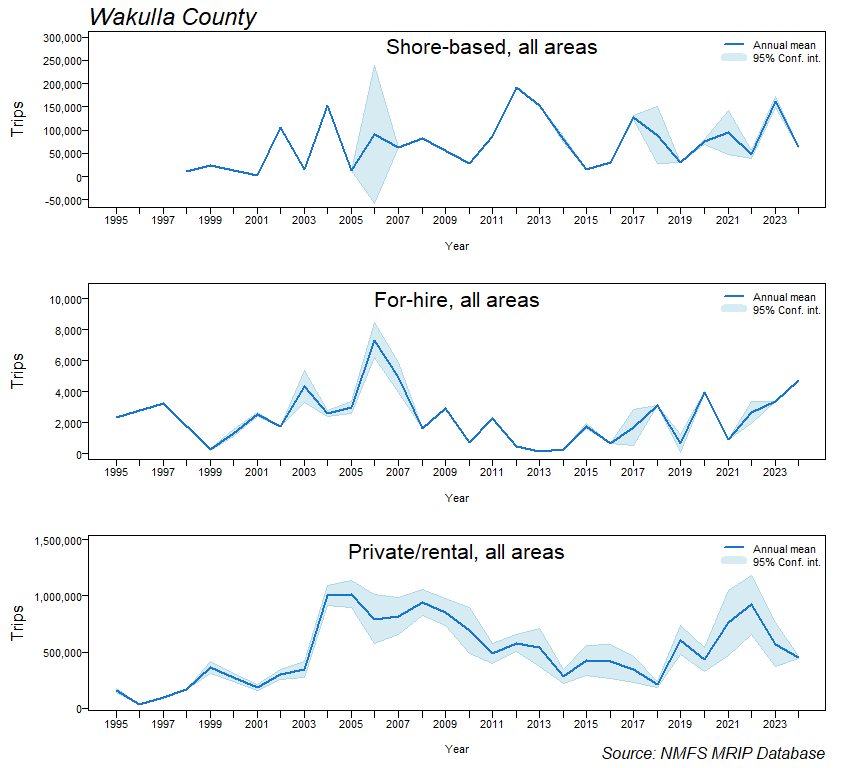 Wakulla County
Shore-based, all areas
Annual mean
95% Conf. int.
Trips
300,000
250,000
200,000
150,000
100,000
50,000
0
-50,000
1995 1997 1999 2001 2003 2005 2007 2009 2011 2013 2015 2017 2019 2021 2023
Year
For-hire, all areas
Annual mean
95% Conf. int.
Trips
10,000
8,000
6,000
4,000
2,000
0
1995 1997 1999 2001 2003 2005 2007 2009 2011 2013 2015 2017 2019 2021 2023
Year
Private/rental, all areas
Annual mean
95% Conf. int.
Trips
1,500,000
1,000,000
500,000
0
1995 1997 1999 2001 2003 2005 2007 2009 2011 2013 2015 2017 2019 2021 2023
Year
Source: NMFS MRIP Database